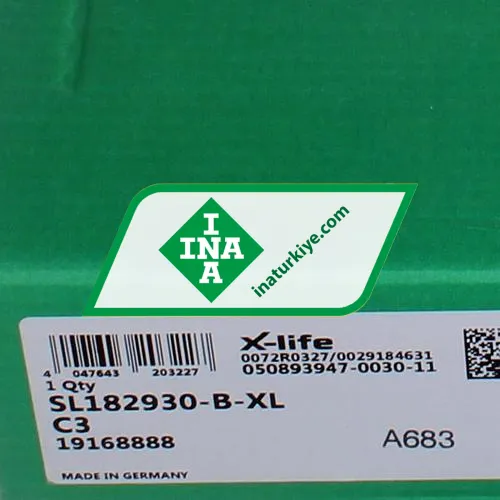 I
INA
A
inaturkiye.com
X-life
0072R0327/0029184631
050893947-0030-11
4 047643 203227
1 Qty
SL182930-B-XL
C3
19168888
A683
MADE IN GERMANY